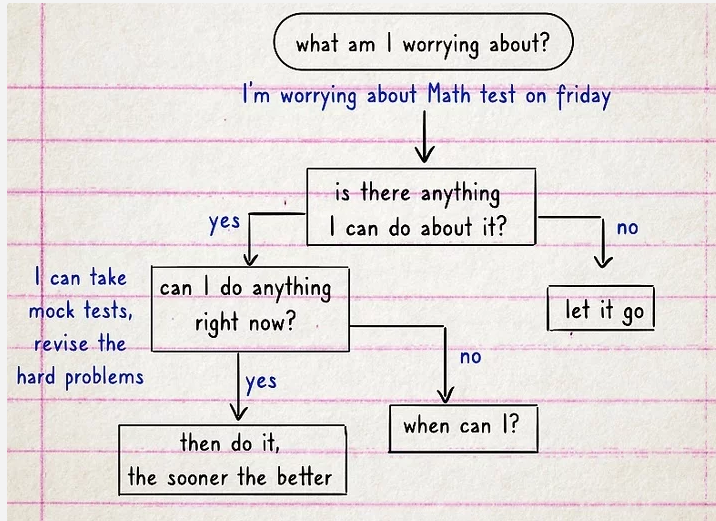 what am I worrying about?
I'm worrying about Math test on friday
is there anything
I can do about it?
yes
no
I can take
mock tests,
revise the
hard problems
can I do anything
right now?
let it go
yes
no
then do it,
the sooner the better
when can I?